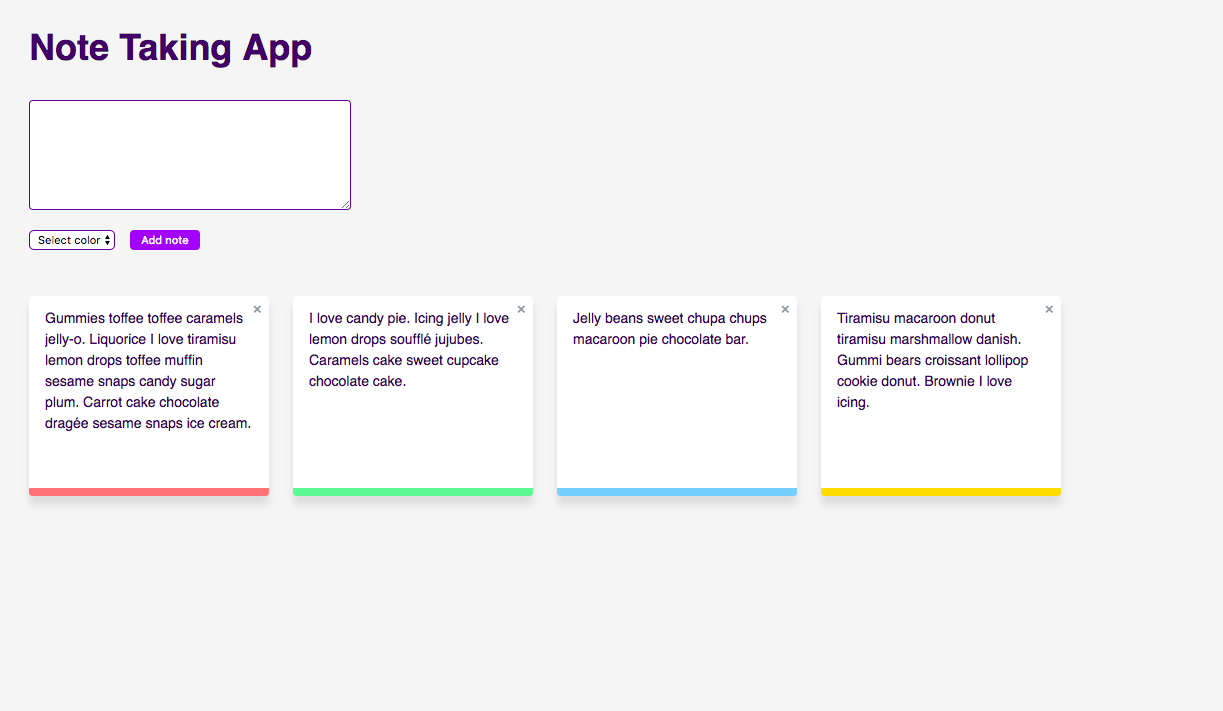 Note Taking App
Select color
Add note
×
Gummies toffee toffee caramels
jelly-o. Liquorice I love tiramisu
lemon drops toffee muffin
sesame snaps candy sugar
plum. Carrot cake chocolate
dragée sesame snaps ice cream.
×
I love candy pie. Icing jelly I love
lemon drops soufflé jujubes.
Caramels cake sweet cupcake
chocolate cake.
×
Jelly beans sweet chupa chups
macaroon pie chocolate bar.
×
Tiramisu macaroon donut
tiramisu marshmallow danish.
Gummi bears croissant lollipop
cookie donut. Brownie I love
icing.